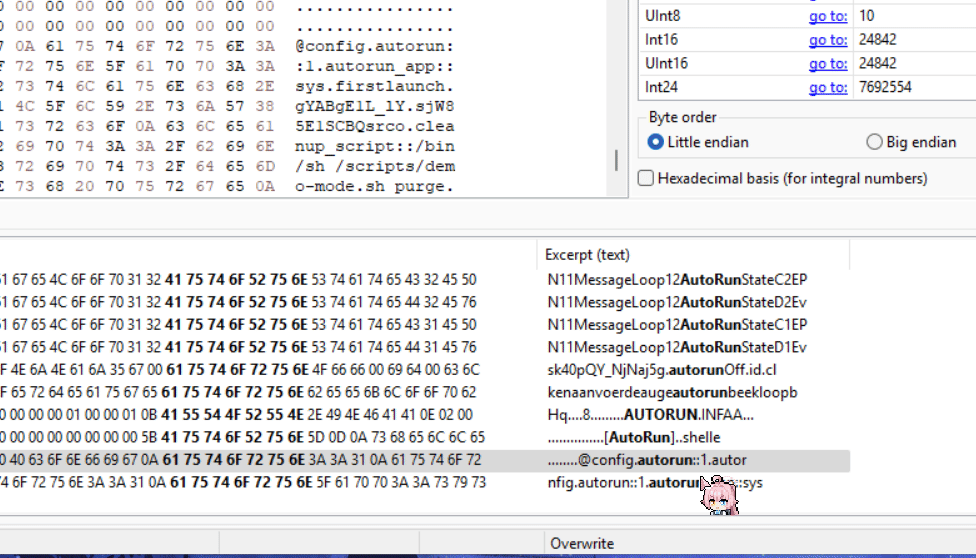 00 00 00 00 00 00 00 00 00 ................
00 00 00 00 00 00 00 00 00 ................
0A 61 75 74 6F 72 75 6E 3A @config.autorun:
72 75 6E 5F 61 70 70 3A 3A :1.autorun_app::
73 74 6C 61 75 6E 63 68 2E sys.firstlaunch.
4C 5F 6C 59 2E 73 6A 57 38 gYABgE1L_lY.sjW8
73 72 63 6F 0A 63 6C 65 61 5E1SCBQsrco.clea
69 70 74 3A 3A 2F 62 69 6E nup_script::/bin
72 69 70 74 73 2F 64 65 6D /sh /scripts/dem
73 68 20 70 75 72 67 65 0A o-mode.sh purge.
UInt8 go to: 10
Int16 go to: 24842
UInt16 go to: 24842
Int24 go to: 7692554
Byte order
Little endian Big endian
Hexadecimal basis (for integral numbers)
Excerpt (text)
67 65 4C 6F 6F 70 31 32 41 75 74 6F 52 75 6E 53 74 61 74 65 43 32 45 50 N11MessageLoop12AutoRunStateC2EP
67 65 4C 6F 6F 70 31 32 41 75 74 6F 52 75 6E 53 74 61 74 65 44 32 45 76 N11MessageLoop12AutoRunStateD2Ev
67 65 4C 6F 6F 70 31 32 41 75 74 6F 52 75 6E 53 74 61 74 65 43 31 45 50 N11MessageLoop12AutoRunStateC1EP
67 65 4C 6F 6F 70 31 32 41 75 74 6F 52 75 6E 53 74 61 74 65 44 31 45 76 N11MessageLoop12AutoRunStateD1Ev
4E 6A 4E 61 6A 35 67 00 61 75 74 6F 72 75 6E 4F 66 66 00 69 64 00 63 6C sk40pQY_NjNaj5g.autorunOff.id.cl
65 72 64 65 61 75 67 65 61 75 74 6F 72 75 6E 62 65 65 6B 6C 6F 6F 70 62 kenaanvoerdeaugeautorunbeekloopb
00 00 00 01 00 00 01 0B 41 55 54 4F 52 55 4E 2E 49 4E 46 41 41 0E 02 00 Hq....8.........AUTORUN.INFAA...
00 00 00 00 00 00 00 5B 41 75 74 6F 52 75 6E 5D 0D 0A 73 68 65 6C 6C 65 ...............[AutoRun]..shelle
40 63 6F 6E 66 69 67 0A 61 75 74 6F 72 75 6E 3A 3A 31 0A 61 75 74 6F 72 ........@config.autorun::1.autor
6F 72 75 6E 3A 3A 31 0A 61 75 74 6F 72 75 6E 5F 61 70 70 3A 3A 73 79 73 nfig.autorun::1.autorun ::sys
Overwrite